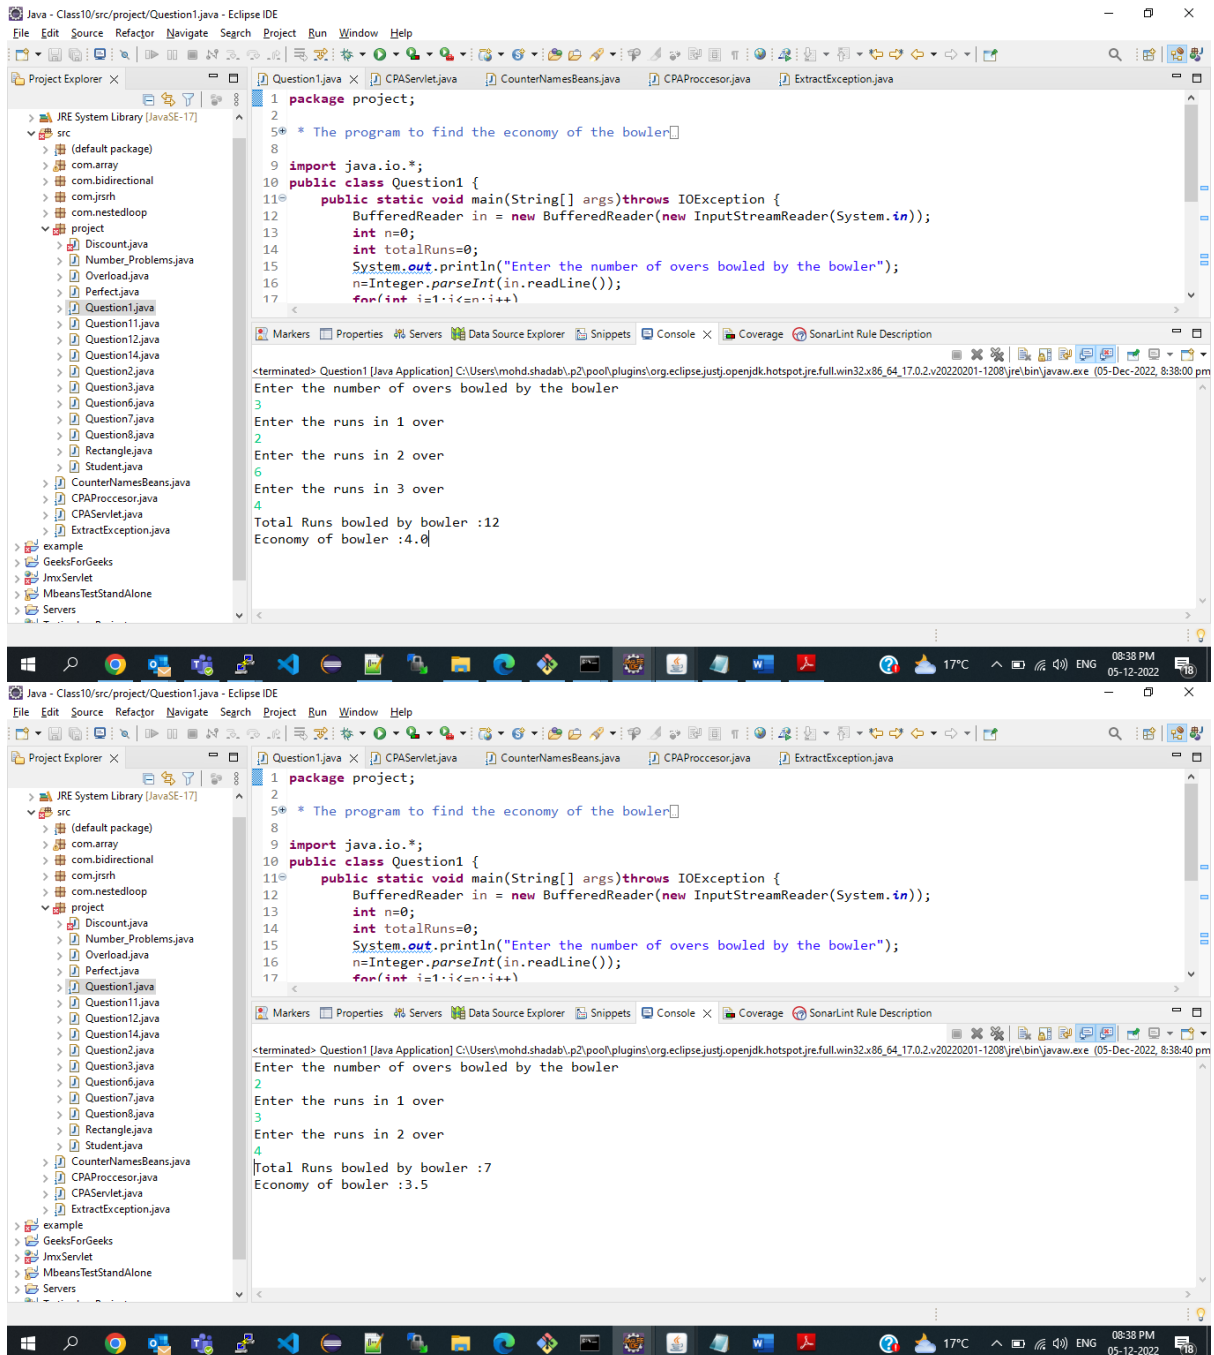 Java - Class10/src/project/Question1.java - Eclipse IDE
File Edit Source Refactor Navigate Search Project Run Window Help
Project Explorer
Question1.java CPAServlet.java CounterNamesBeans.java CPAProccesor.java ExtractException.java
JRE System Library [JavaSE-17]
src
(default package)
com.array
com.bidirectional
com.jrsrh
com.nestedloop
project
Discount.java
Number_Problems.java
Overload.java
Perfect.java
Question1.java
Question11.java
Question12.java
Question14.java
Question2.java
Question3.java
Question6.java
Question7.java
Question8.java
Rectangle.java
Student.java
CounterNamesBeans.java
CPAProccesor.java
CPAServlet.java
ExtractException.java
example
GeeksForGeeks
JmxServlet
MbeansTestStandAlone
Servers
1 package project;
2
5 * The program to find the economy of the bowler
8
9 import java.io.*;
10 public class Question1 {
11 public static void main(String[] args)throws IOException {
12 BufferedReader in = new BufferedReader(new InputStreamReader(System.in));
13 int n=0;
14 int totalRuns=0;
15 System.out.println("Enter the number of overs bowled by the bowler");
16 n=Integer.parseInt(in.readLine());
17 for(int i=1;i<=n;i++)
Markers Properties Servers Data Source Explorer Snippets Console Coverage SonarLint Rule Description
<terminated> Question1 [Java Application] C:\Users\mohd.shadab\.p2\pool\plugins\org.eclipse.justj.openjdk.hotspot.jre.full.win32.x86_64_17.0.2.v20220201-1208\jre\bin\javaw.exe (05-Dec-2022, 8:38:00 pm
Enter the number of overs bowled by the bowler
3
Enter the runs in 1 over
2
Enter the runs in 2 over
6
Enter the runs in 3 over
4
Total Runs bowled by bowler :12
Economy of bowler :4.0
17°C ENG 08:38 PM
05-12-2022
18
Java - Class10/src/project/Question1.java - Eclipse IDE
File Edit Source Refactor Navigate Search Project Run Window Help
Project Explorer
Question1.java CPAServlet.java CounterNamesBeans.java CPAProccesor.java ExtractException.java
JRE System Library [JavaSE-17]
src
(default package)
com.array
com.bidirectional
com.jrsrh
com.nestedloop
project
Discount.java
Number_Problems.java
Overload.java
Perfect.java
Question1.java
Question11.java
Question12.java
Question14.java
Question2.java
Question3.java
Question6.java
Question7.java
Question8.java
Rectangle.java
Student.java
CounterNamesBeans.java
CPAProccesor.java
CPAServlet.java
ExtractException.java
example
GeeksForGeeks
JmxServlet
MbeansTestStandAlone
Servers
1 package project;
2
5 * The program to find the economy of the bowler
8
9 import java.io.*;
10 public class Question1 {
11 public static void main(String[] args)throws IOException {
12 BufferedReader in = new BufferedReader(new InputStreamReader(System.in));
13 int n=0;
14 int totalRuns=0;
15 System.out.println("Enter the number of overs bowled by the bowler");
16 n=Integer.parseInt(in.readLine());
17 for(int i=1;i<=n;i++)
Markers Properties Servers Data Source Explorer Snippets Console Coverage SonarLint Rule Description
<terminated> Question1 [Java Application] C:\Users\mohd.shadab\.p2\pool\plugins\org.eclipse.justj.openjdk.hotspot.jre.full.win32.x86_64_17.0.2.v20220201-1208\jre\bin\javaw.exe (05-Dec-2022, 8:38:40 pm
Enter the number of overs bowled by the bowler
2
Enter the runs in 1 over
3
Enter the runs in 2 over
4
Total Runs bowled by bowler :7
Economy of bowler :3.5
17°C ENG 08:38 PM
05-12-2022
18